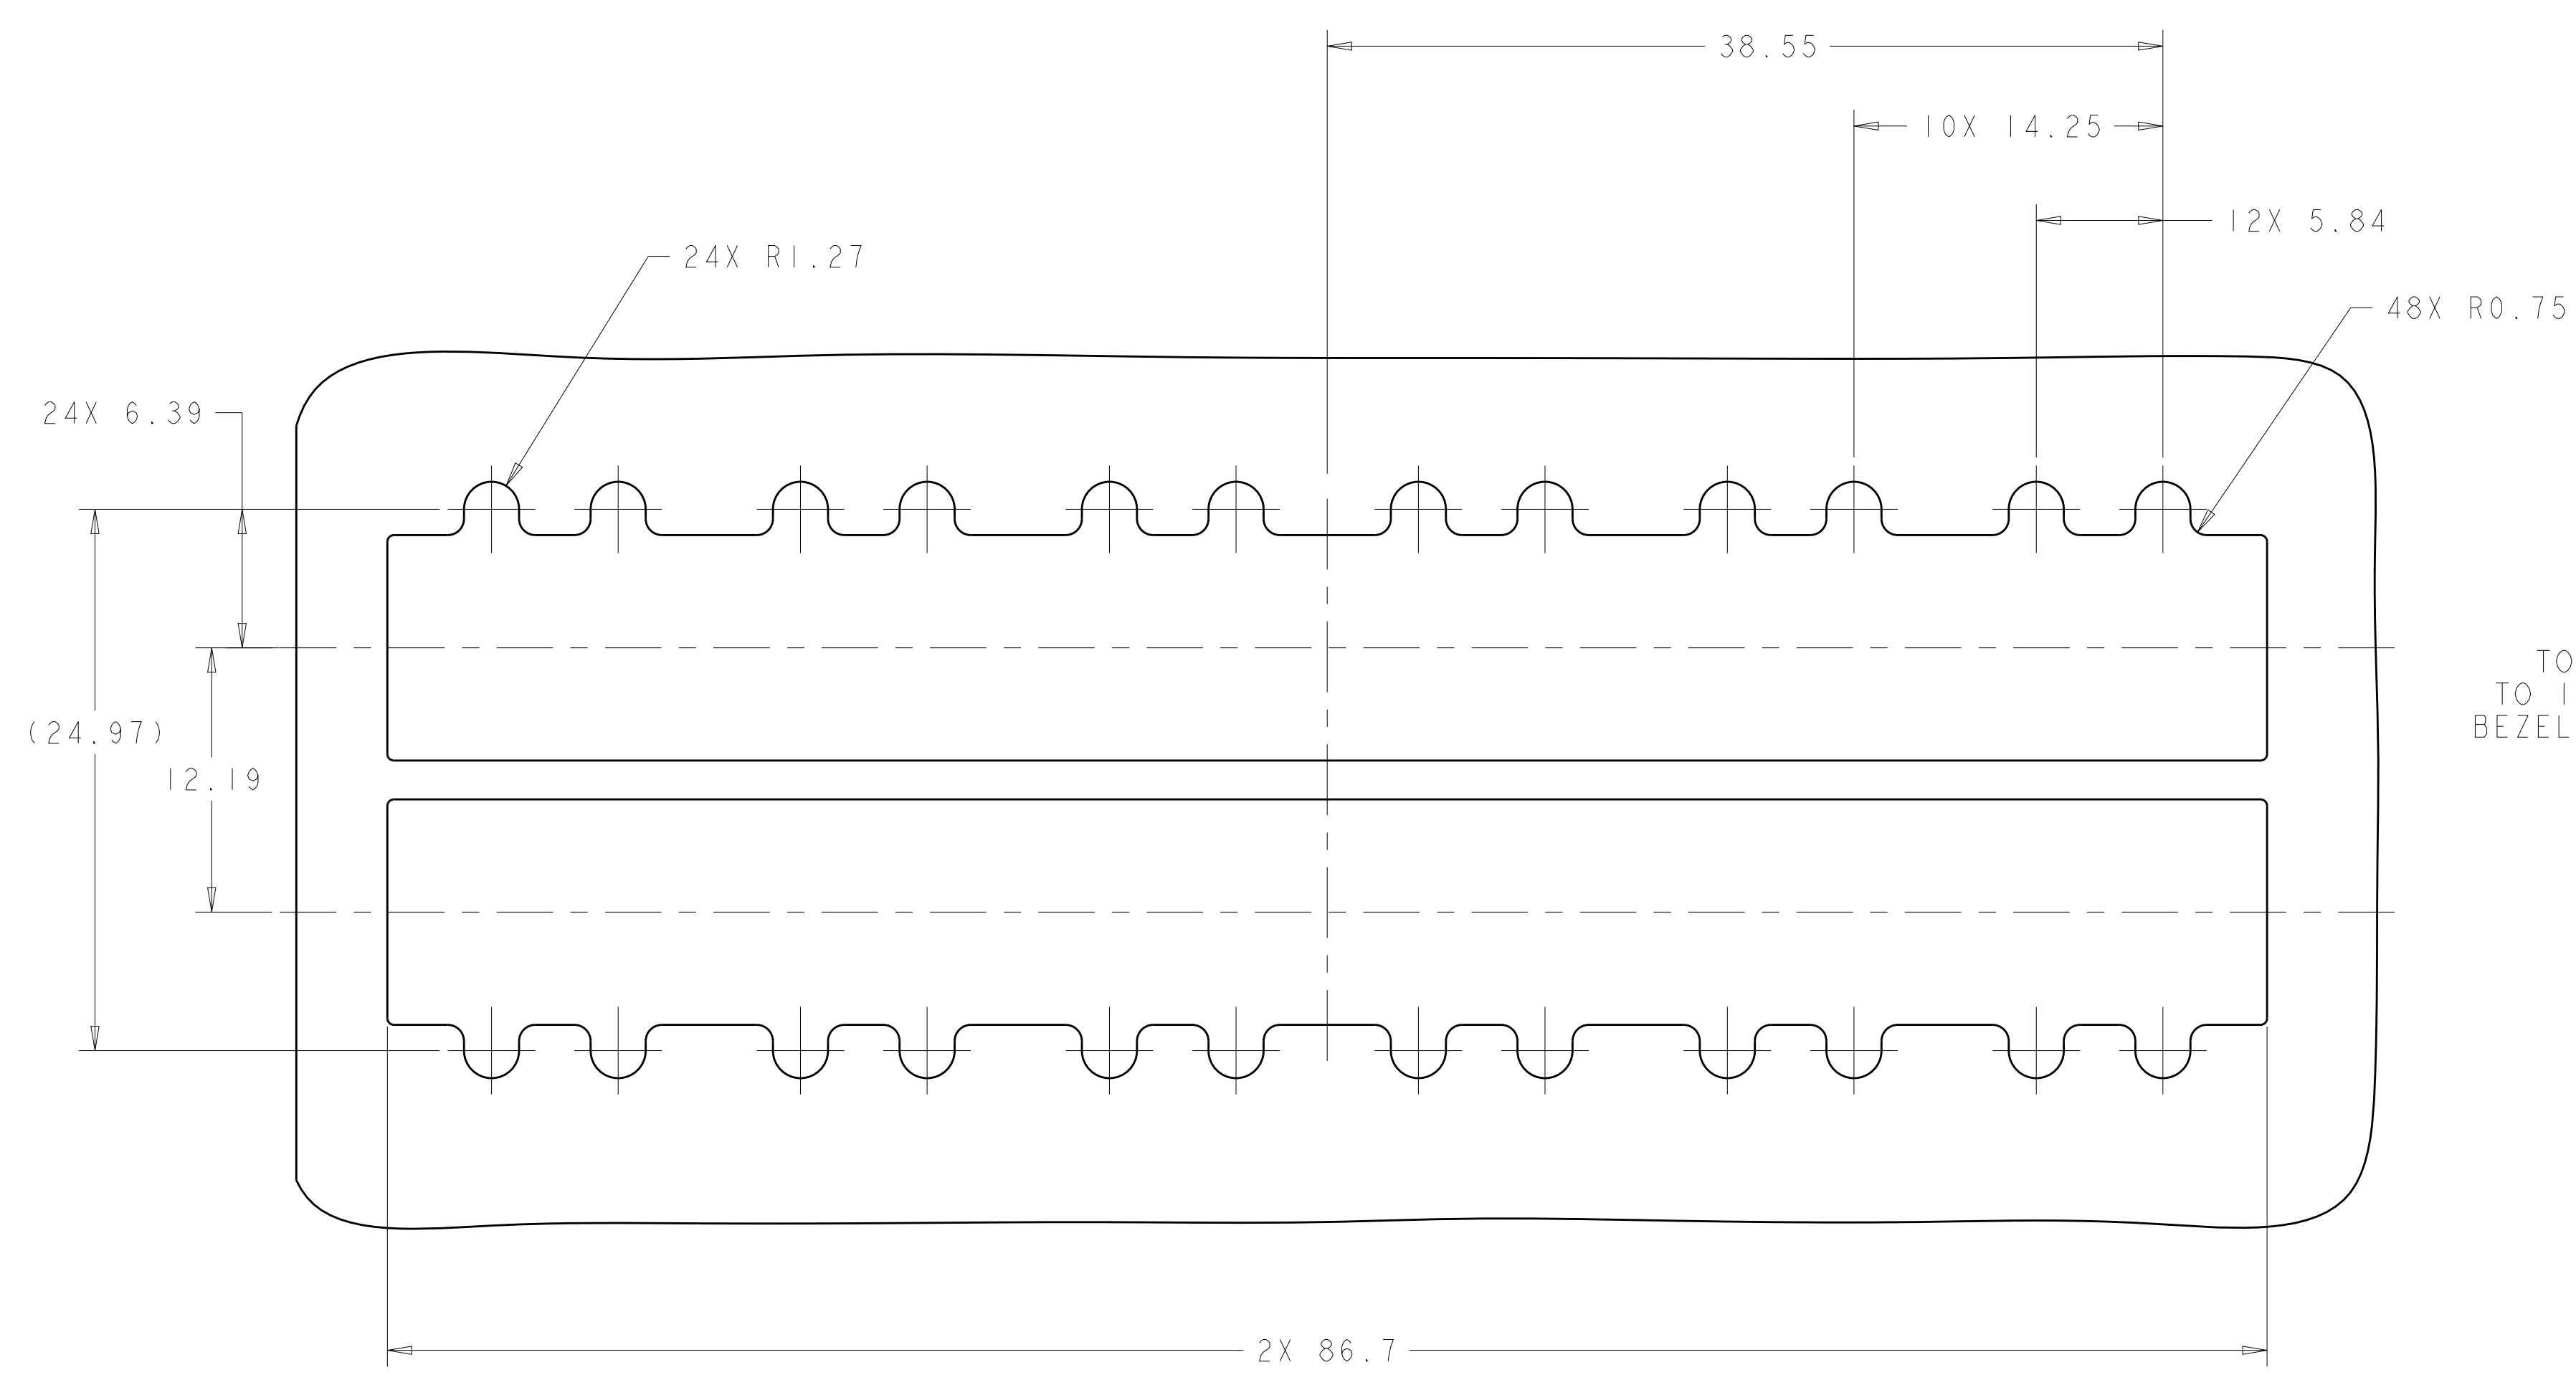 38.55
10X 14.25
12X 5.84
24X R1.27
48X R0.75
24X 6.39
(24.97)
12.19
TO
TO I
BEZEL
2X 86.7